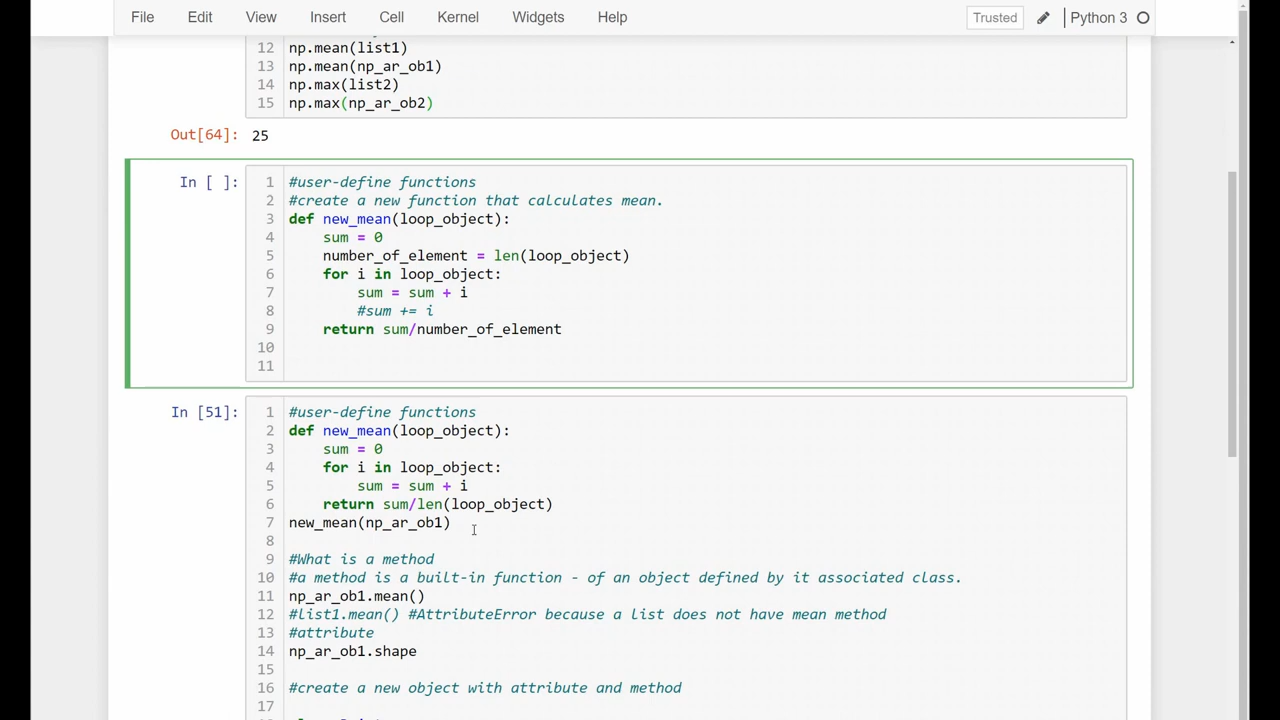 File Edit View Insert Cell Kernel Widgets Help Trusted Python 3
12 np.mean(list1)
13 np.mean(np_ar_ob1)
14 np.max(list2)
15 np.max(np_ar_ob2)
Out[64]: 25
In [ ]: 1 #user-define functions
2 #create a new function that calculates mean.
3 def new_mean(loop_object):
4 sum = 0
5 number_of_element = len(loop_object)
6 for i in loop_object:
7 sum = sum + i
8 #sum += i
9 return sum/number_of_element
10
11
In [51]: 1 #user-define functions
2 def new_mean(loop_object):
3 sum = 0
4 for i in loop_object:
5 sum = sum + i
6 return sum/len(loop_object)
7 new_mean(np_ar_ob1)
8
9 #What is a method
10 #a method is a built-in function - of an object defined by it associated class.
11 np_ar_ob1.mean()
12 #list1.mean() #AttributeError because a list does not have mean method
13 #attribute
14 np_ar_ob1.shape
15
16 #create a new object with attribute and method
17